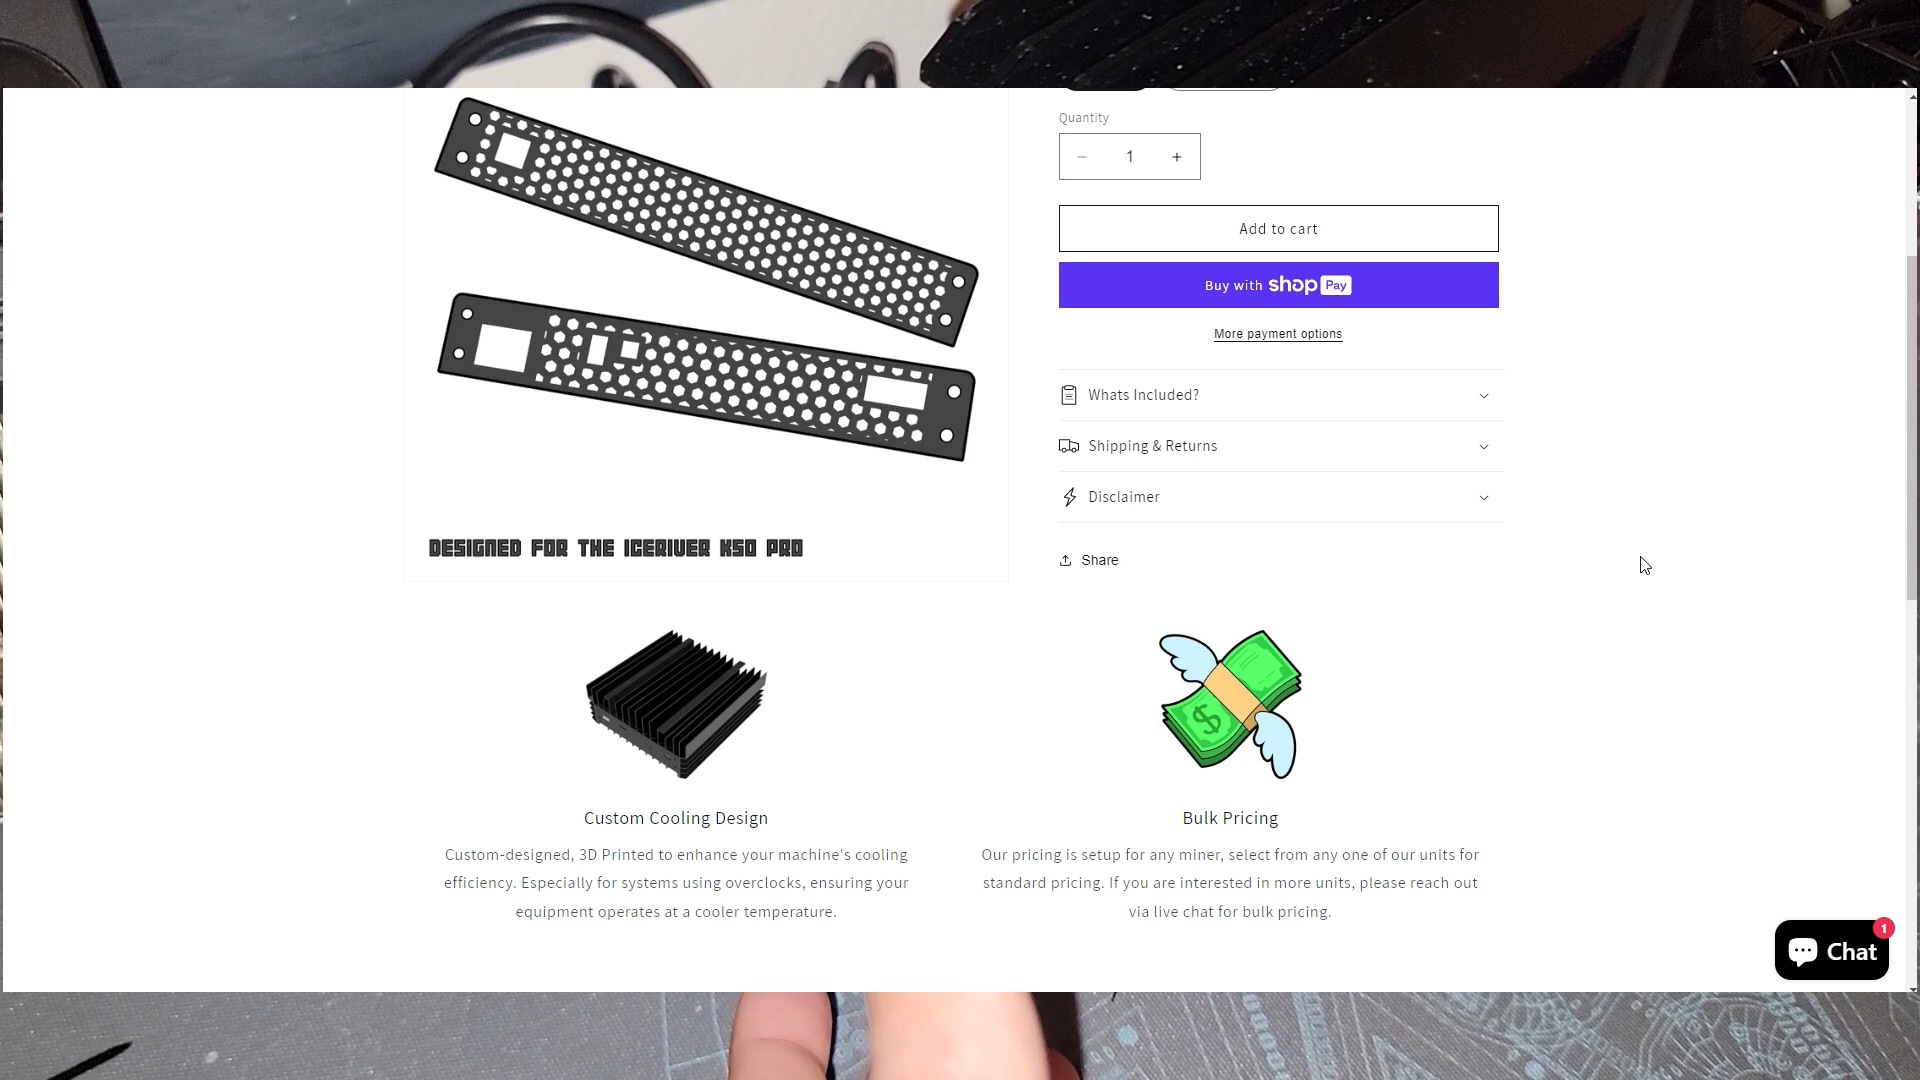 Quantity
− 1 +
Add to cart
Buy with shop Pay
More payment options
Whats Included?
Shipping & Returns
Disclaimer
Share
DESIGNED FOR THE ICERIVER KS0 PRO
Custom Cooling Design
Custom-designed, 3D Printed to enhance your machine's cooling
efficiency. Especially for systems using overclocks, ensuring your
equipment operates at a cooler temperature.
Bulk Pricing
Our pricing is setup for any miner, select from any one of our units for
standard pricing. If you are interested in more units, please reach out
via live chat for bulk pricing.
1
Chat